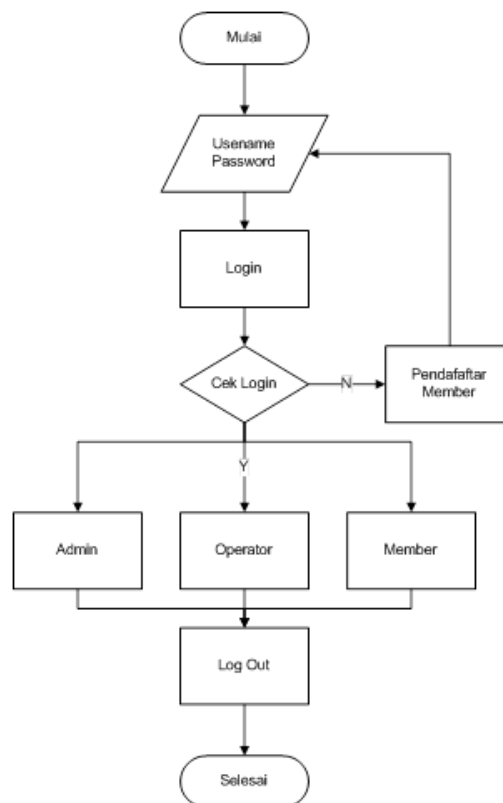 Mulai
Usename
Password
Login
Cek Login
N
Pendafaftar
Member
Y
Admin
Operator
Member
Log Out
Selesai